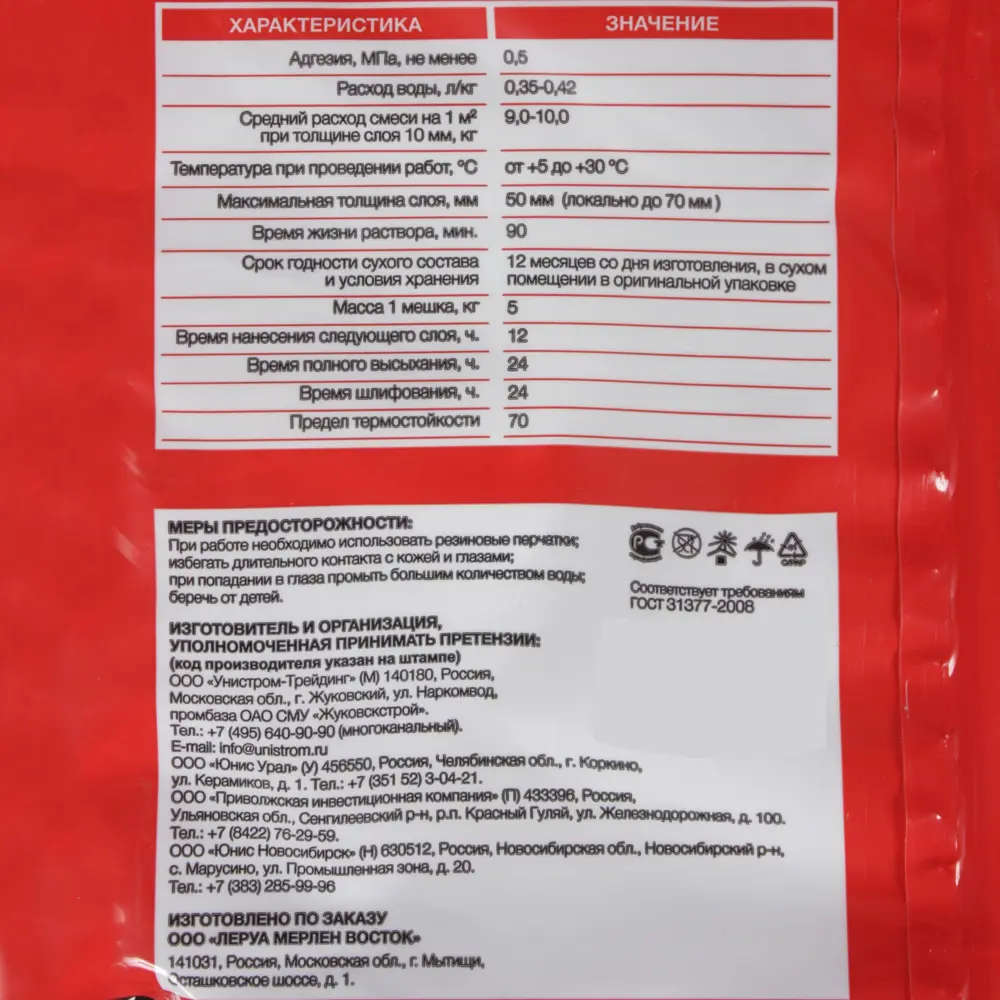 ХАРАКТЕРИСТИКА ЗНАЧЕНИЕ
Адгезия, МПа, не менее 0,5
Расход воды, л/кг 0,35-0,42
Средний расход смеси на 1 м² 9,0-10,0
при толщине слоя 10 мм, кг
Температура при проведении работ, °С от +5 до +30 °С
Максимальная толщина слоя, мм 50 мм (локально до 70 мм)
Время жизни раствора, мин. 90
Срок годности сухого состава 12 месяцев со дня изготовления, в сухом
и условия хранения помещении в оригинальной упаковке
Масса 1 мешка, кг 5
Время нанесения следующего слоя, ч. 12
Время полного высыхания, ч. 24
Время шлифования, ч. 24
Предел термостойкости 70
МЕРЫ ПРЕДОСТОРОЖНОСТИ:
При работе необходимо использовать резиновые перчатки;
избегать длительного контакта с кожей и глазами;
при попадании в глаза промыть большим количеством воды;
беречь от детей.
Соответствует требованиям
ГОСТ 31377-2008
ИЗГОТОВИТЕЛЬ И ОРГАНИЗАЦИЯ,
УПОЛНОМОЧЕННАЯ ПРИНИМАТЬ ПРЕТЕНЗИИ:
(код производителя указан на штампе)
ООО «Унистром-Трейдинг» (М) 140180, Россия,
Московская обл., г. Жуковский, ул. Наркомвод,
промбаза ОАО СМУ «Жуковскстрой».
Тел.: +7 (495) 640-90-90 (многоканальный).
E-mail: info@unistrom.ru
ООО «Юнис Урал» (У) 456550, Россия, Челябинская обл., г. Коркино,
ул. Керамиков, д. 1. Тел.: +7 (351 52) 3-04-21.
ООО «Приволжская инвестиционная компания» (П) 433396, Россия,
Ульяновская обл., Сенгилеевский р-н, р.п. Красный Гуляй, ул. Железнодорожная, д. 100.
Тел.: +7 (8422) 76-29-59.
ООО «Юнис Новосибирск» (Н) 630512, Россия, Новосибирская обл., Новосибирский р-н,
с. Марусино, ул. Промышленная зона, д. 20.
Тел.: +7 (383) 285-99-96
ИЗГОТОВЛЕНО ПО ЗАКАЗУ
ООО «ЛЕРУА МЕРЛЕН ВОСТОК»
141031, Россия, Московская обл., г. Мытищи,
Осташковское шоссе, д. 1.